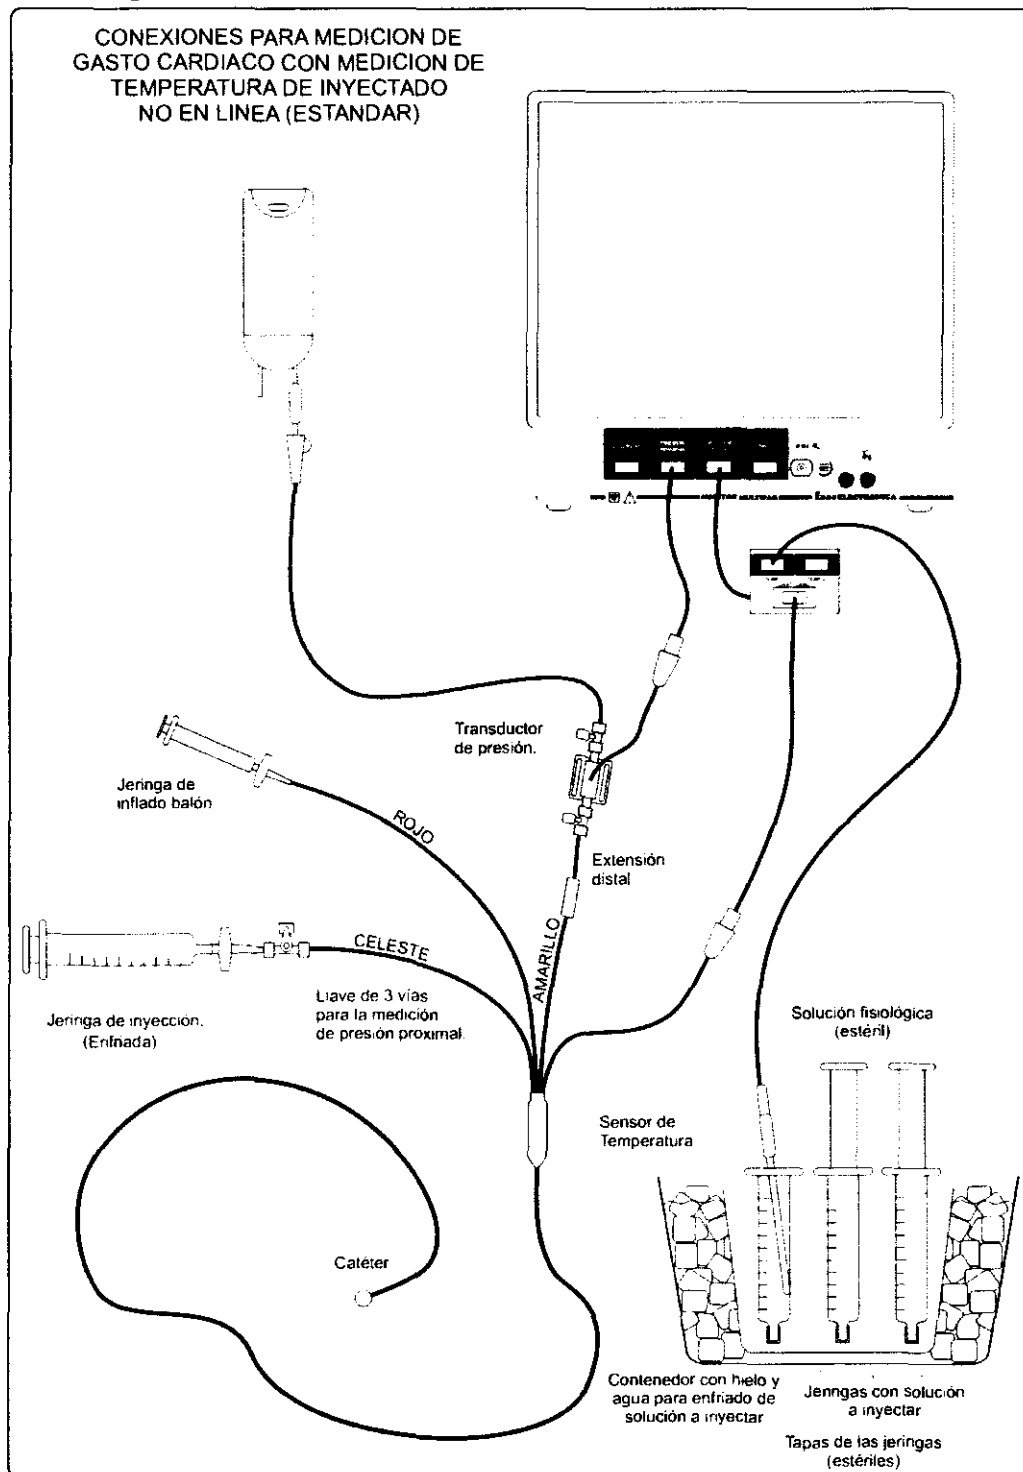 CONEXIONES PARA MEDICION DE
GASTO CARDIACO CON MEDICION DE
TEMPERATURA DE INYECTADO
NO EN LINEA (ESTANDAR)
ELECTRONICA
Transductor
de presión.
Jeringa de
inflado balón
ROJO
Extensión
distal
AMARILLO
CELESTE
Llave de 3 vías
para la medición
de presión proximal.
Jeringa de inyección.
(Enfriada)
Solución fisiológica
(estéril)
Sensor de
Temperatura
Catéter
Contenedor con hielo y
agua para enfriado de
solución a inyectar
Jeringas con solución
a inyectar
Tapas de las jeringas
(estériles)